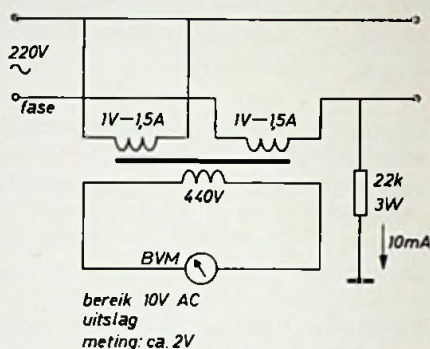 220V
fase
1V—1,5A
1V—1,5A
440V
22k
3W
10mA
BVM
bereik 10V AC
uitslag
meting: ca. 2V